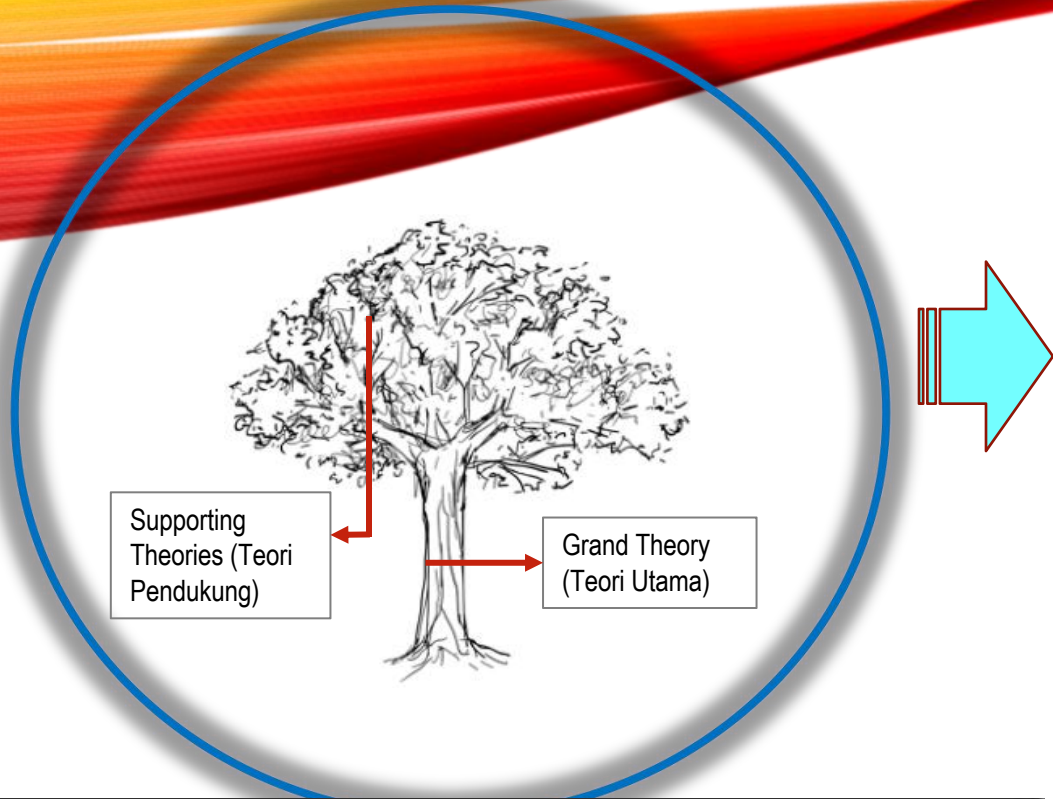 Supporting
Theories (Teori
Pendukung)
Grand Theory
(Teori Utama)